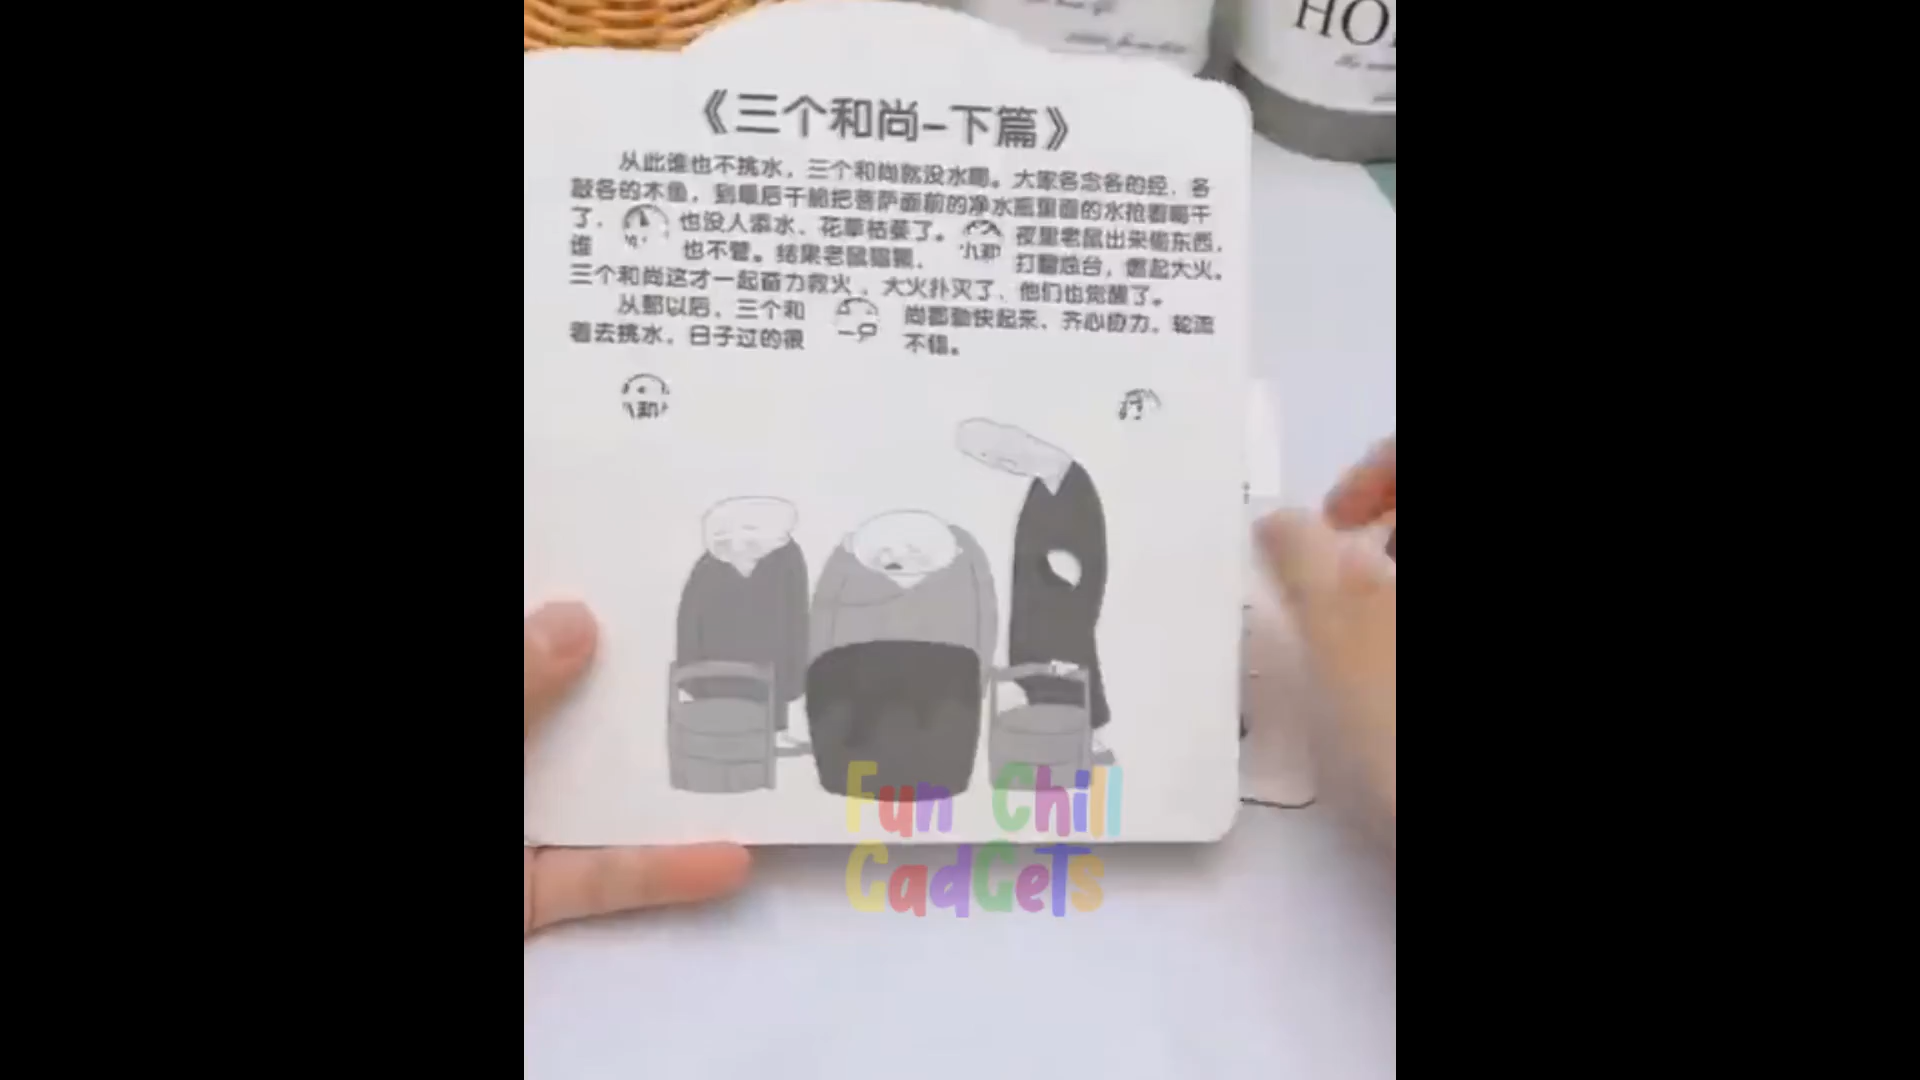 HO
《三个和尚-下篇》
从此谁也不挑水，三个和尚就没水喝。大家各念各的经，各
敲各的木鱼，到最后干脆把菩萨面前的净水瓶里面的水抢着喝干
了， 也没人添水，花草枯萎了。 夜里老鼠出来偷东西，
谁 也不管。结果老鼠猖獗， 打翻烛台，燃起大火。
三个和尚这才一起奋力救火，大火扑灭了，他们也觉醒了。
从那以后，三个和 尚都勤快起来，齐心协力，轮流
着去挑水，日子过的很 不错。
Fun Chill
GadGeTs